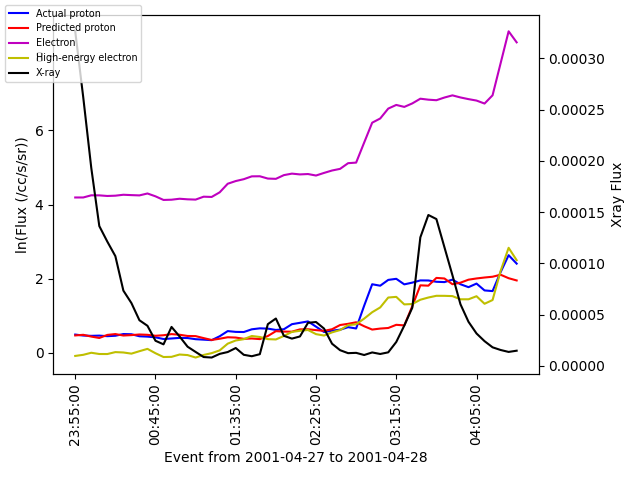 Actual proton
Predicted proton
Electron
High-energy electron
X-ray
ln(Flux (/cc/s/sr))
6
4
2
0
0.00030
0.00025
0.00020
0.00015
0.00010
0.00005
0.00000
Xray Flux
23:55:00
00:45:00
01:35:00
02:25:00
03:15:00
04:05:00
Event from 2001-04-27 to 2001-04-28